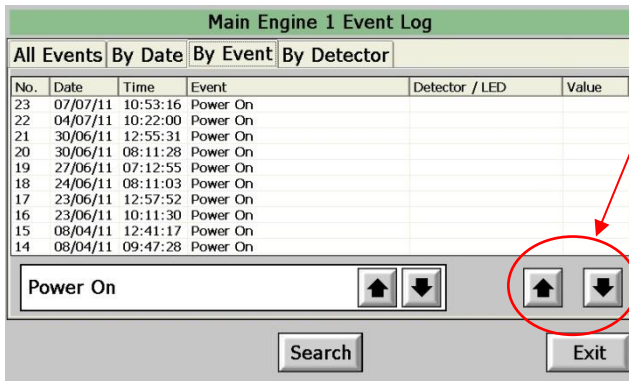 Main Engine 1 Event Log
All Events By Date By Event By Detector
No. Date Time Event Detector / LED Value
23 07/07/11 10:53:16 Power On
22 04/07/11 10:22:00 Power On
21 30/06/11 12:55:31 Power On
20 30/06/11 08:11:28 Power On
19 27/06/11 07:12:55 Power On
18 24/06/11 08:11:03 Power On
17 23/06/11 12:57:52 Power On
16 23/06/11 10:11:30 Power On
15 08/04/11 12:41:17 Power On
14 08/04/11 09:47:28 Power On
Power On
Search Exit